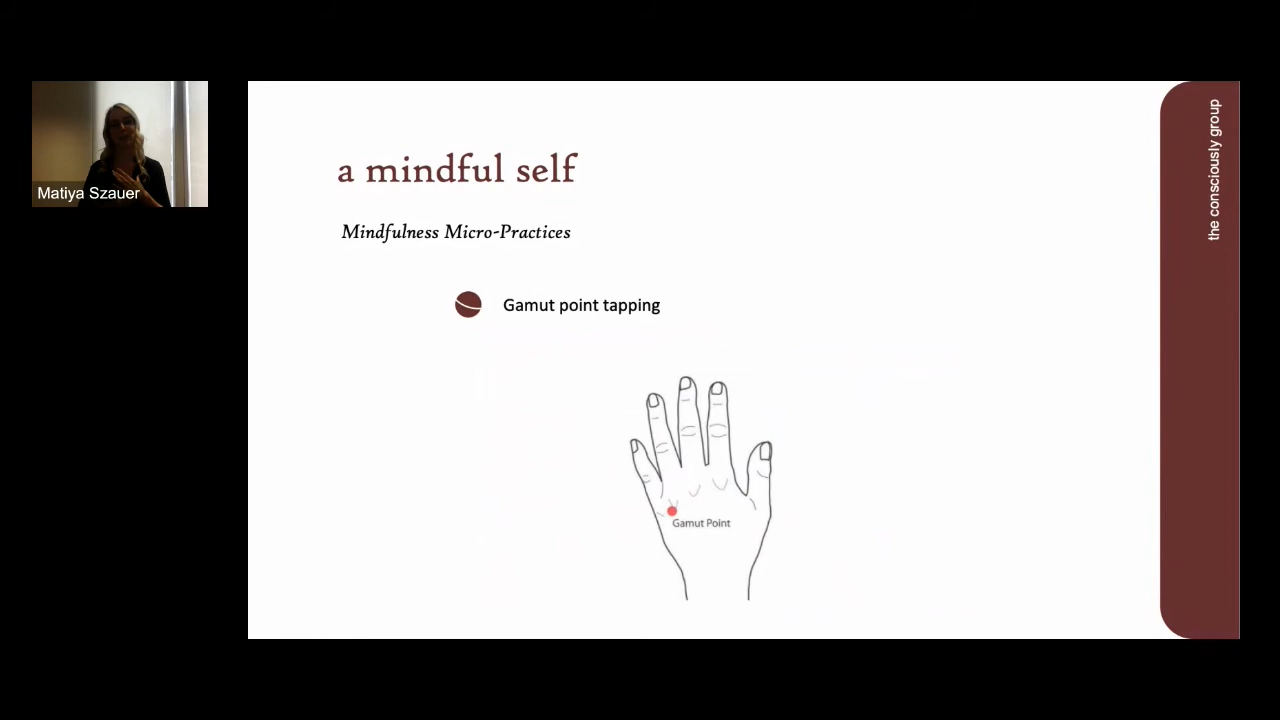 Matiya Szauer
a mindful self
Mindfulness Micro-Practices
Gamut point tapping
Gamut Point
the consciously group